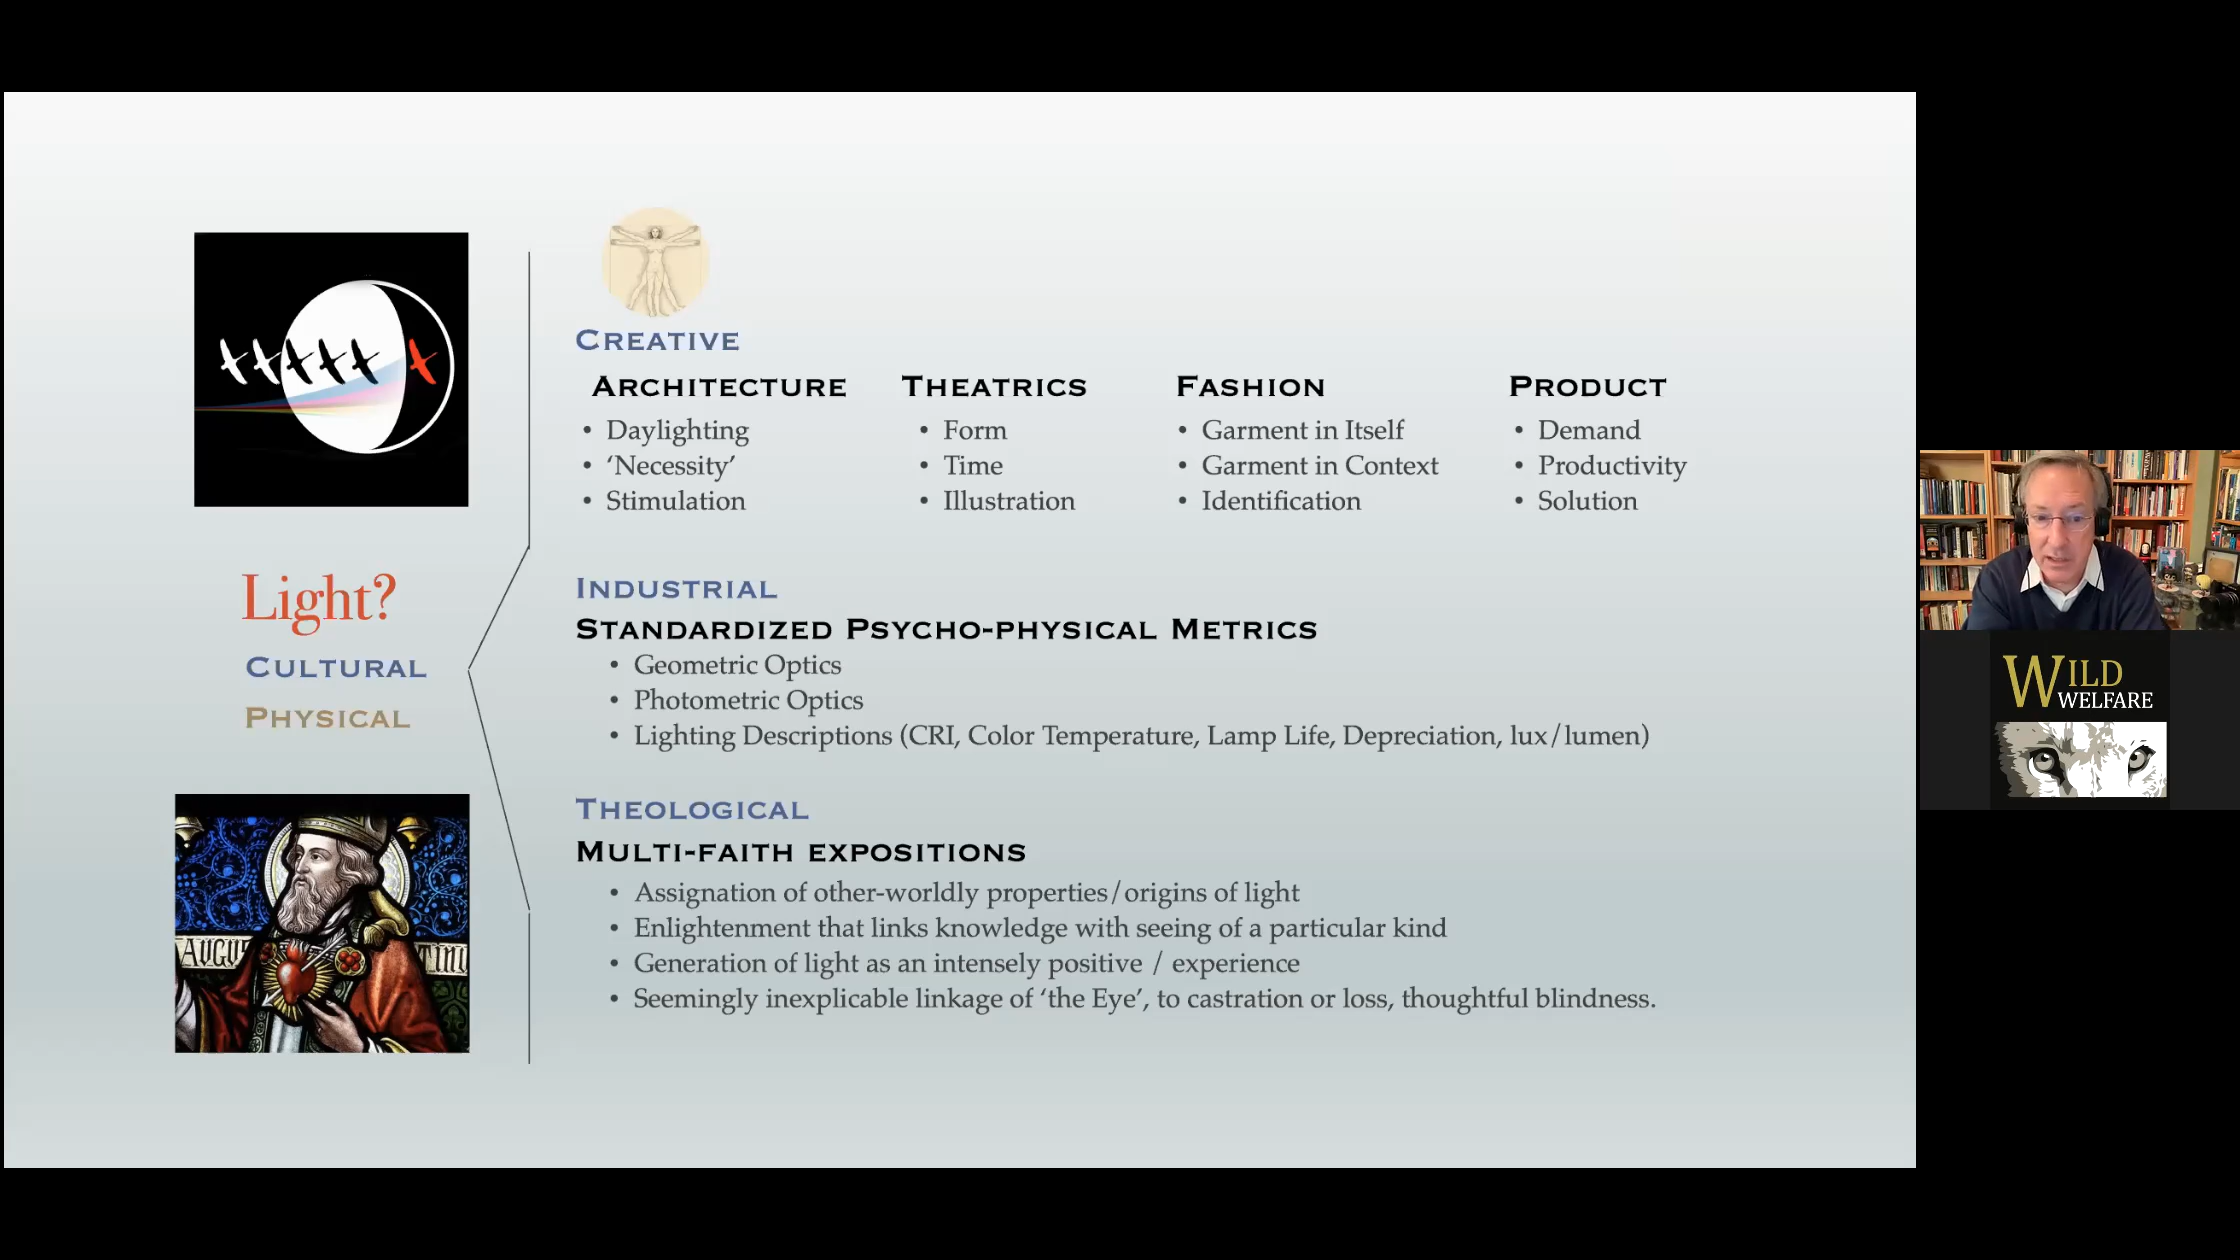 Light?
CULTURAL
PHYSICAL
AUGUS
TINI
CREATIVE
ARCHITECTURE
• Daylighting
• ‘Necessity’
• Stimulation
THEATRICS
• Form
• Time
• Illustration
FASHION
• Garment in Itself
• Garment in Context
• Identification
PRODUCT
• Demand
• Productivity
• Solution
INDUSTRIAL
STANDARDIZED PSYCHO-PHYSICAL METRICS
• Geometric Optics
• Photometric Optics
• Lighting Descriptions (CRI, Color Temperature, Lamp Life, Depreciation, lux/lumen)
THEOLOGICAL
MULTI-FAITH EXPOSITIONS
• Assignation of other-worldly properties/origins of light
• Enlightenment that links knowledge with seeing of a particular kind
• Generation of light as an intensely positive / experience
• Seemingly inexplicable linkage of ‘the Eye’, to castration or loss, thoughtful blindness.
WILD
WELFARE